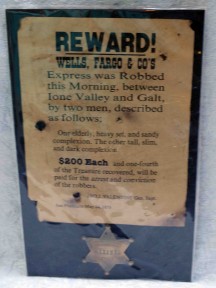 REWARD!
WELLS, FARGO & CO'S
Express was Robbed
this Morning, between
Ione Valley and Galt,
by two men, described
as follows:
One elderly, heavy set, and sandy
complexion. The other tall, slim,
and dark complexion.
$200 Each and one-fourth
of the Treasure recovered, will be
paid for the arrest and conviction
of the robbers.